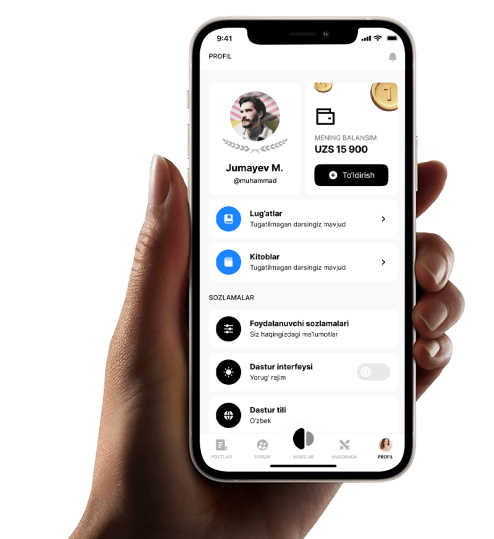 9:41
PROFIL
Jumayev M.
@muhammad
MENING BALANSIM
UZS 15 900
To'ldirish
Lug'atlar
Tugatilmagan darsingiz mavjud
Kitoblar
Tugatilmagan darsingiz mavjud
SOZLAMALAR
Foydalanuvchi sozlamalari
Siz haqingizdagi ma'lumotlar
Dastur interfeysi
Yorug' rejim
Dastur tili
O'zbek
POSTLAR
FORUM
KURSLAR
MUSOBAQA
PROFIL